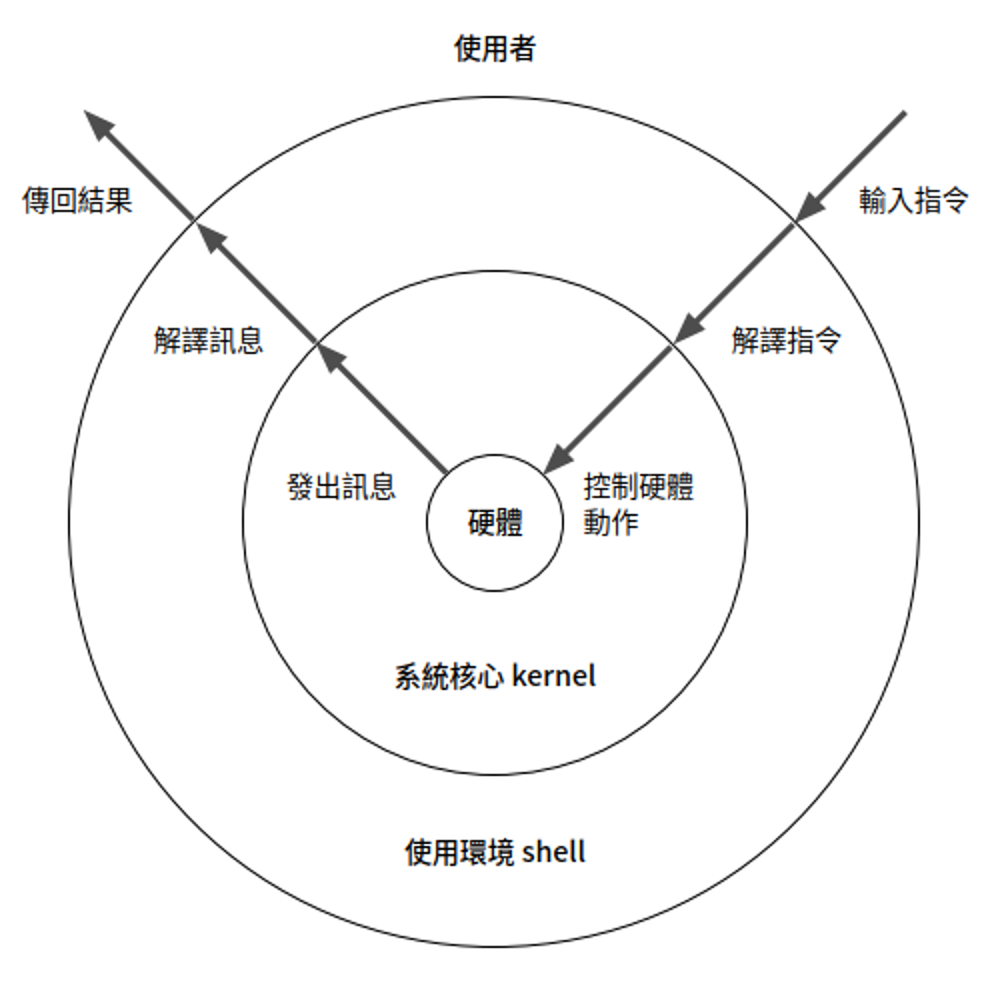 使用者
傳回結果
輸入指令
解譯訊息
解譯指令
發出訊息
硬體
控制硬體
動作
系統核心 kernel
使用環境 shell